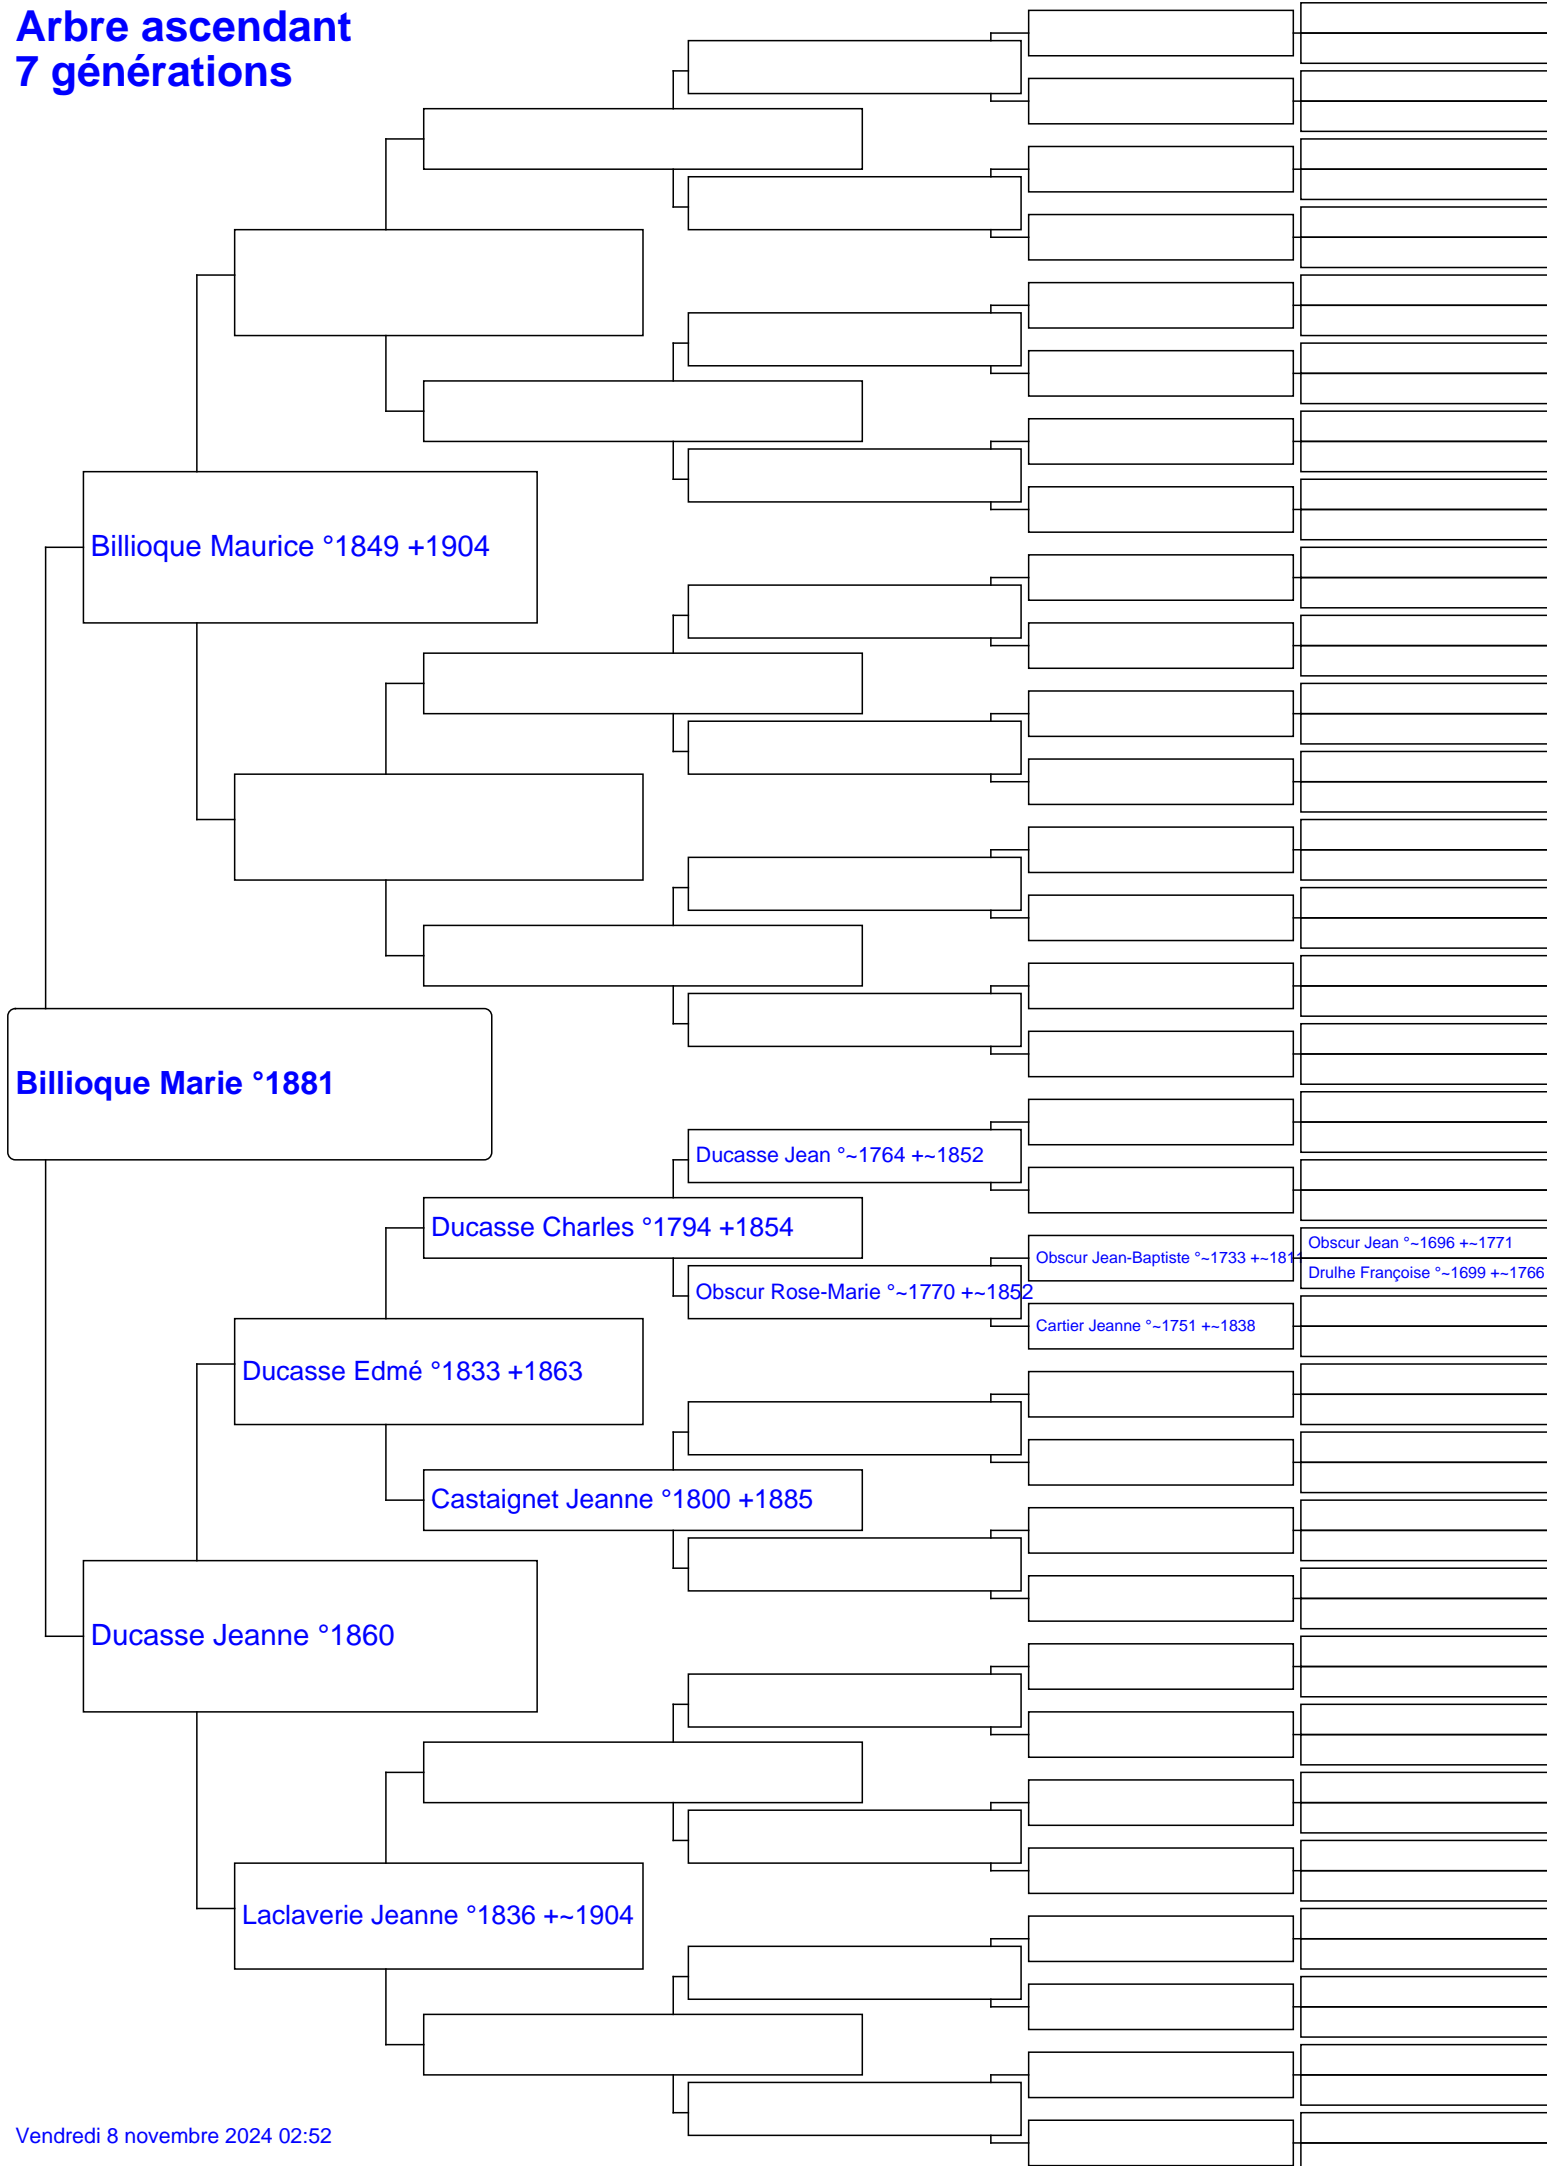 Arbre ascendant
7 générations
Billioque Maurice °1849 +1904
Billioque Marie °1881
Ducasse Jean °~1764 +~1852
Ducasse Charles °1794 +1854
Obscur Jean °~1696 +~1771
Obscur Jean-Baptiste °~1733
Drulhe Françoise °~1699 +~1766
Obscur Rose-Marie °~1770 +~1852
Cartier Jeanne °~1751 +~1838
Ducasse Edmé °1833 +1863
Castaignet Jeanne °1800 +1885
Ducasse Jeanne °1860
Laclaverie Jeanne °1836 +~1904
Vendredi 8 novembre 2024 02:52